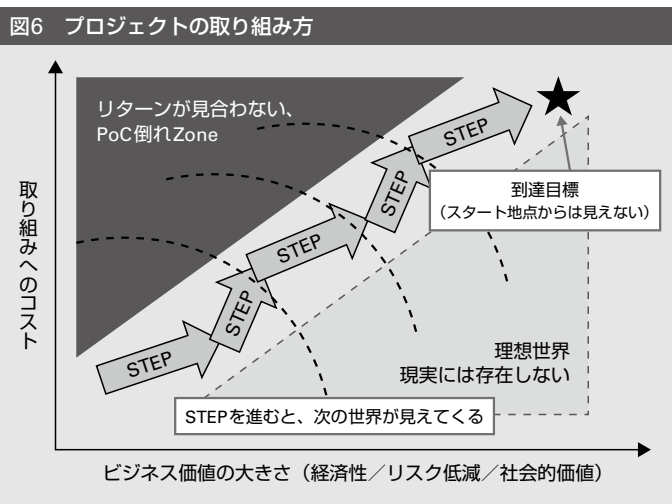 図6 プロジェクトの取り組み方
リターンが見合わない、
PoC倒れZone
取り組みへのコスト
STEP
STEP
STEP
STEP
STEP
到達目標
（スタート地点からは見えない）
理想世界
現実には存在しない
STEPを進むと、次の世界が見えてくる
ビジネス価値の大きさ（経済性／リスク低減／社会的価値）